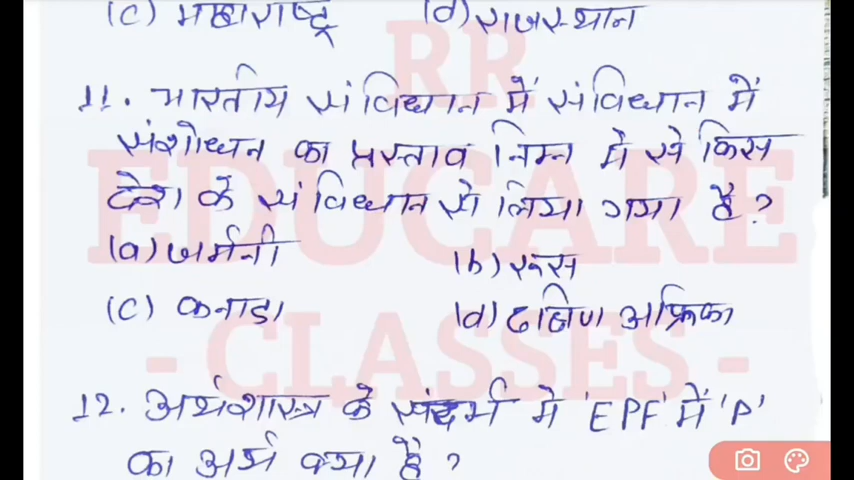 (c) महाराष्ट्र (d) राजस्थान
RR
EDUCARE
- CLASSES -
11. भारतीय संविधान में संविधान में
संशोधन का प्रस्ताव निम्न में से किस
देश के संविधान से लिया गया है?
(a) जर्मनी (b) रूस
(c) कनाडा (d) दक्षिण अफ्रिका
12. अर्थशास्त्र के संदर्भ में 'EPF' में 'P'
का अर्थ क्या है?